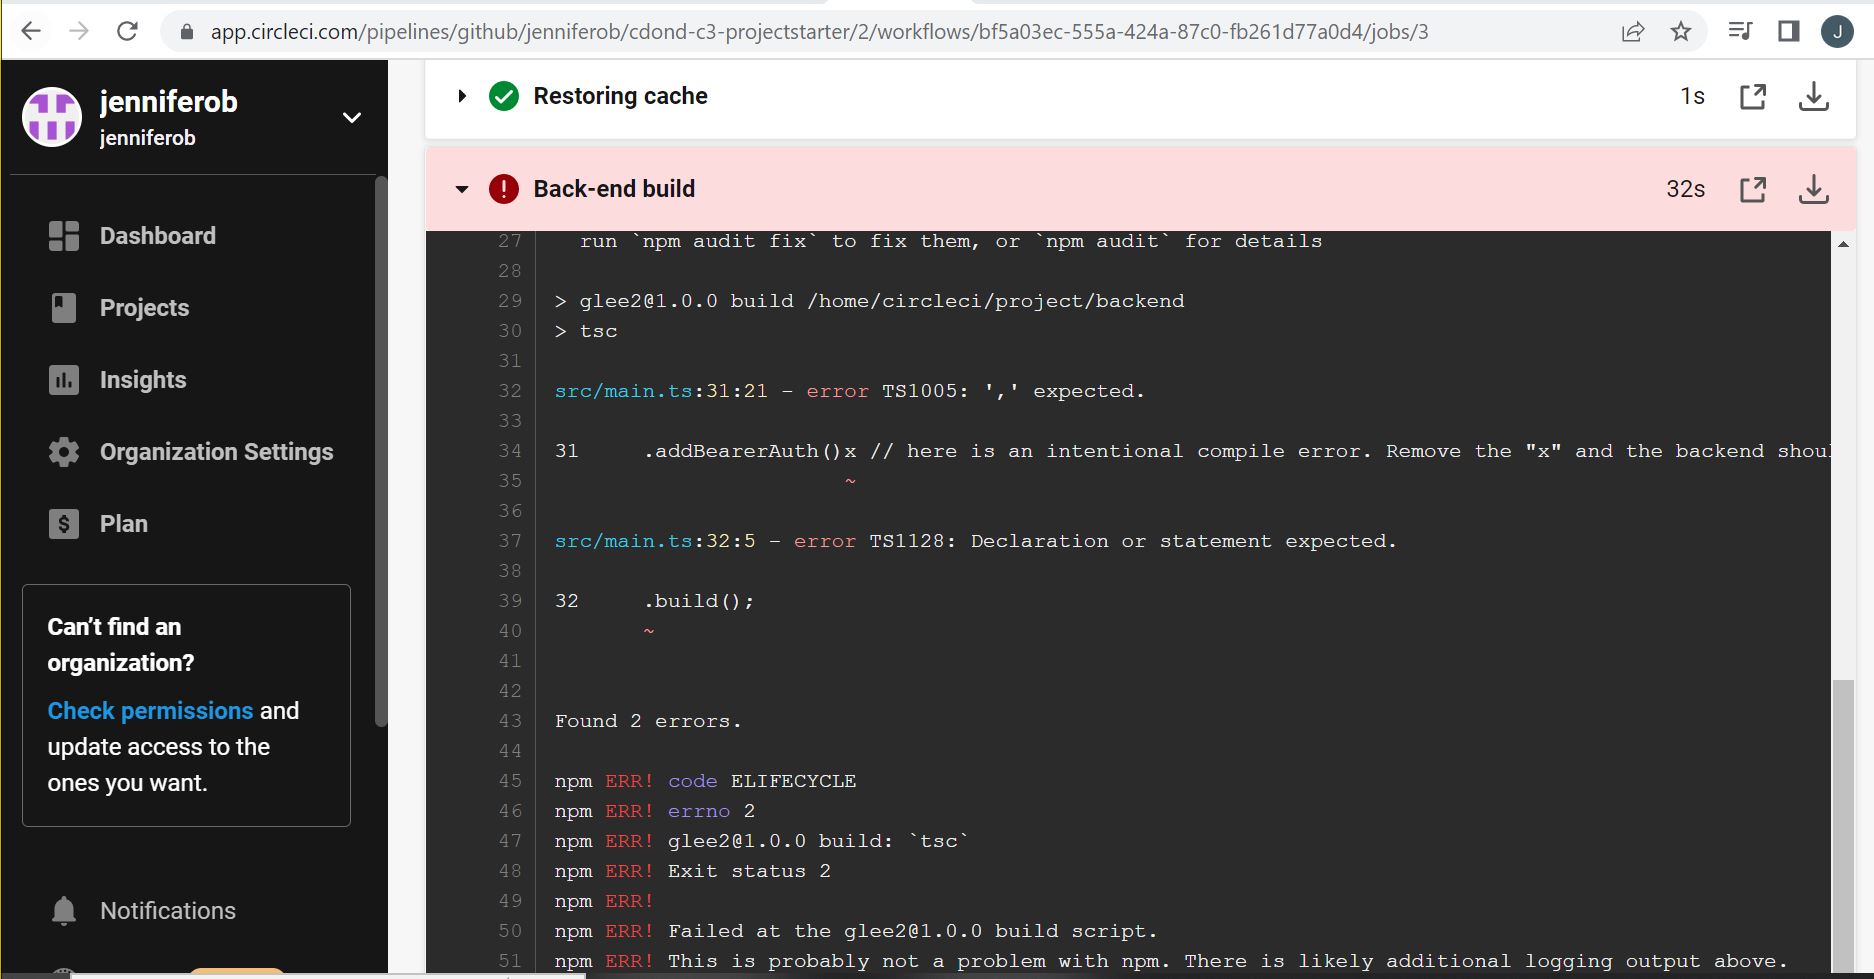 app.circleci.com/pipelines/github/jenniferob/cdond-c3-projectstarter/2/workflows/bf5a03ec-555a-424a-87c0-fb261d77a0d4/jobs/3
J
jenniferob
jenniferob
Dashboard
Projects
Insights
Organization Settings
Plan
Can't find an
organization?
Check permissions and
update access to the
ones you want.
Notifications
Restoring cache
1s
Back-end build
32s
27 run `npm audit fix` to fix them, or `npm audit` for details
28
29 > glee2@1.0.0 build /home/circleci/project/backend
30 > tsc
31
32 src/main.ts:31:21 - error TS1005: ',' expected.
33
34 31 .addBearerAuth()x // here is an intentional compile error. Remove the "x" and the backend
35 ~
36
37 src/main.ts:32:5 - error TS1128: Declaration or statement expected.
38
39 32 .build();
40 ~
41
42
43 Found 2 errors.
44
45 npm ERR! code ELIFECYCLE
46 npm ERR! errno 2
47 npm ERR! glee2@1.0.0 build: `tsc`
48 npm ERR! Exit status 2
49 npm ERR!
50 npm ERR! Failed at the glee2@1.0.0 build script.
51 npm ERR! This is probably not a problem with npm. There is likely additional logging output above.